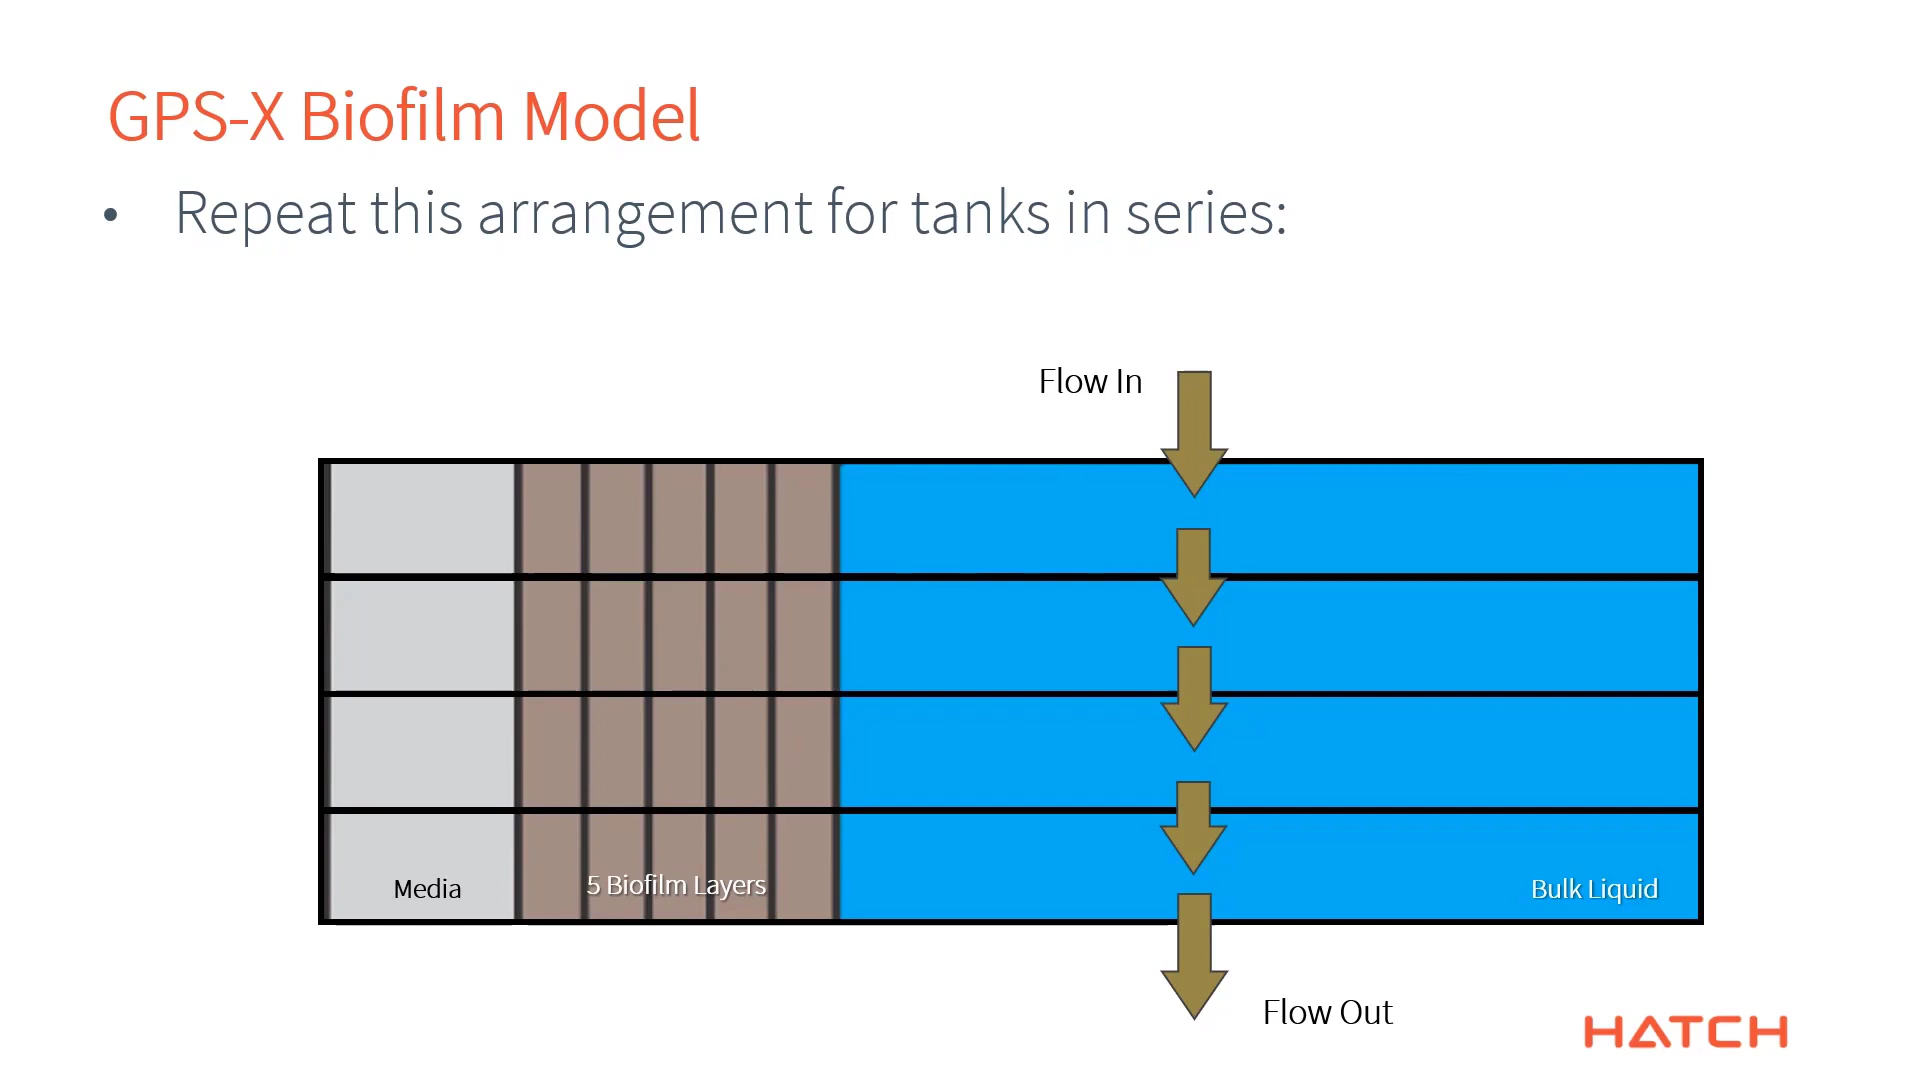 GPS-X Biofilm Model
• Repeat this arrangement for tanks in series:
Flow In
Media
5 Biofilm Layers
Bulk Liquid
Flow Out
HATCH